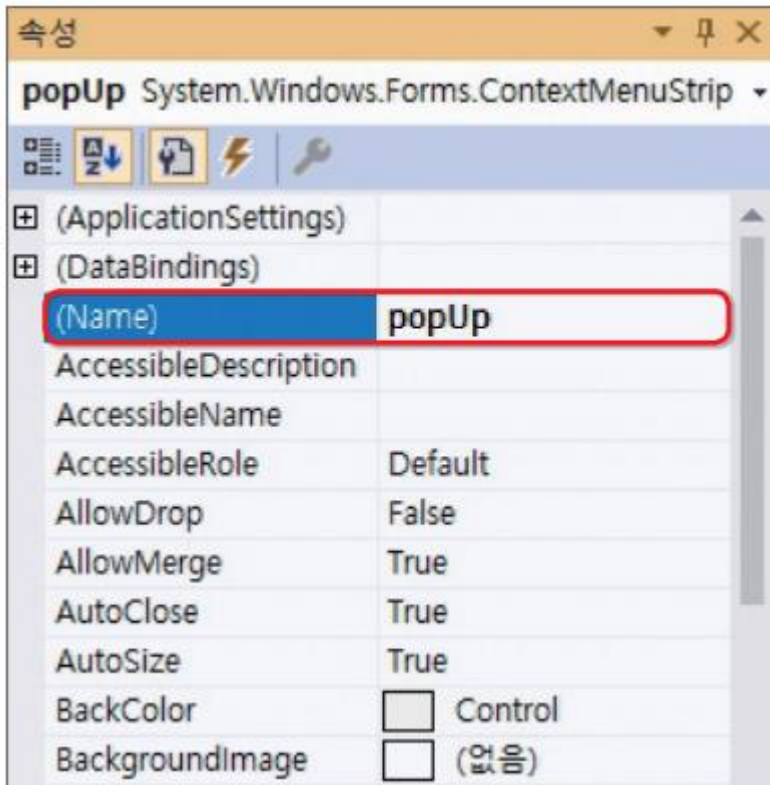 속성
popUp System.Windows.Forms.ContextMenuStrip
(ApplicationSettings)
(DataBindings)
(Name) popUp
AccessibleDescription
AccessibleName
AccessibleRole Default
AllowDrop False
AllowMerge True
AutoClose True
AutoSize True
BackColor Control
BackgroundImage (없음)